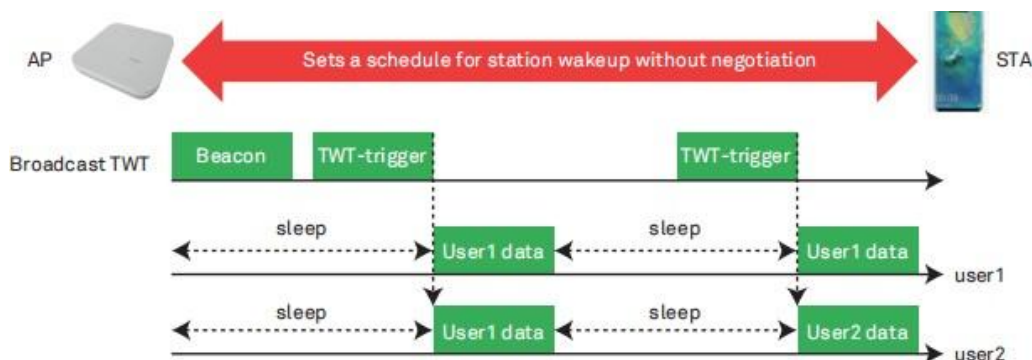 AP
Sets a schedule for station wakeup without negotiation
STA
Broadcast TWT
Beacon
TWT-trigger
TWT-trigger
sleep
User1 data
sleep
User1 data
user1
sleep
User1 data
sleep
User2 data
user2